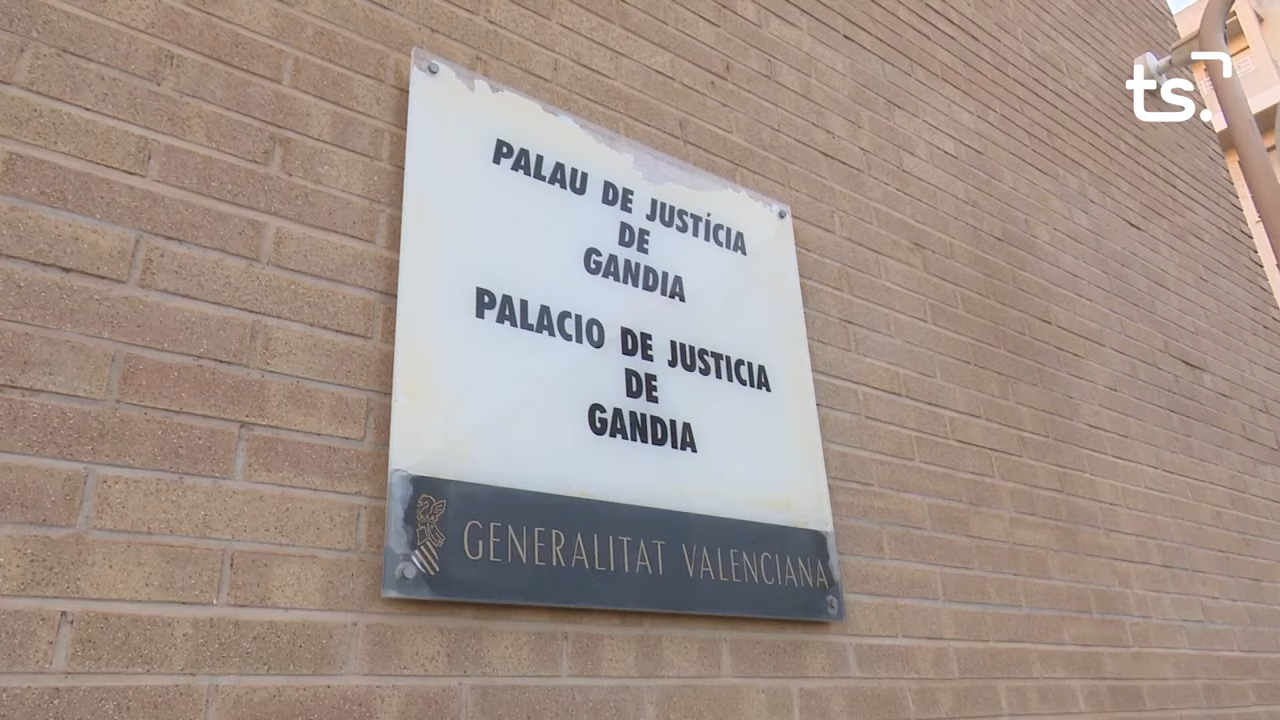 ts.
PALAU DE JUSTÍCIA
DE
GANDIA
PALACIO DE JUSTICIA
DE
GANDIA
GENERALITAT VALENCIANA